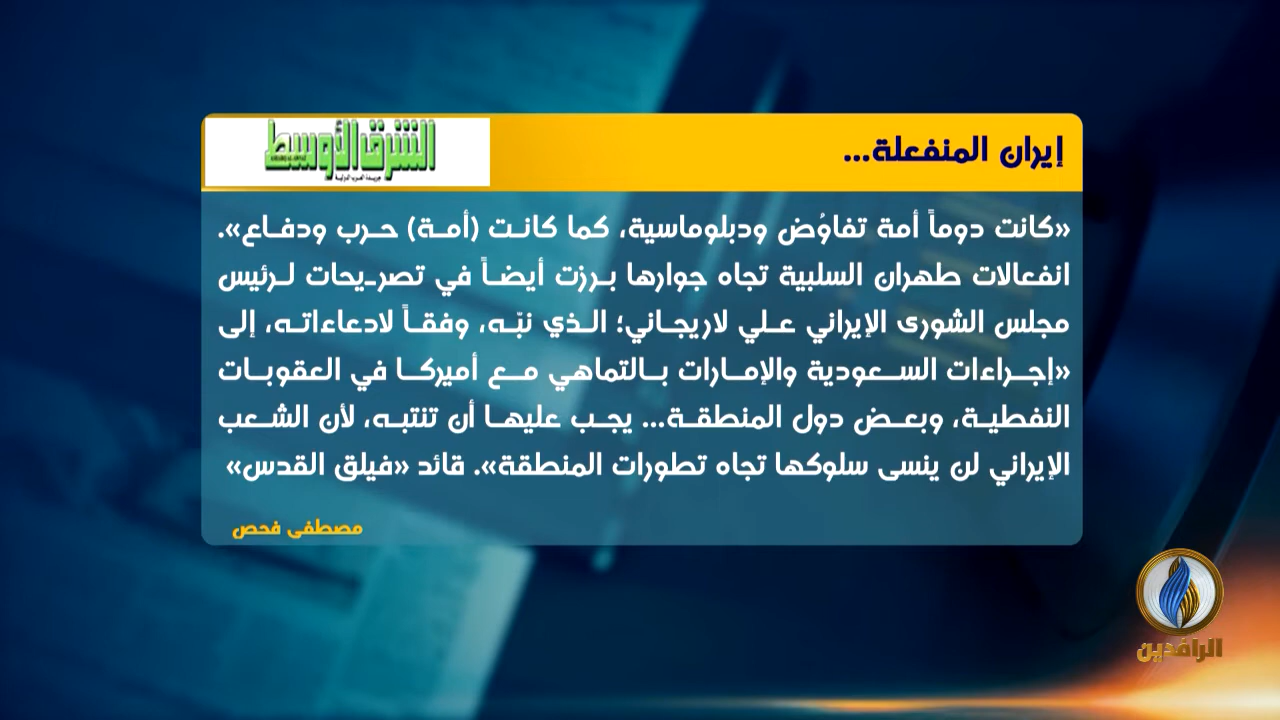 إيران المنفعلة...
الشرق الأوسط
جريدة العرب الدولية
«كانت دوماً أمة تفاوُض ودبلوماسية، كما كانت (أمة) حرب ودفاع».
انفعالات طهران السلبية تجاه جوارها برزت أيضاً في تصريحات لرئيس
مجلس الشورى الإيراني علي لاريجاني؛ الذي نبّه، وفقاً لادعاءاته، إلى
«إجراءات السعودية والإمارات بالتماهي مع أميركا في العقوبات
النفطية، وبعض دول المنطقة... يجب عليها أن تنتبه، لأن الشعب
الإيراني لن ينسى سلوكها تجاه تطورات المنطقة». قائد «فيلق القدس»
مصطفى فحص
الرافدين